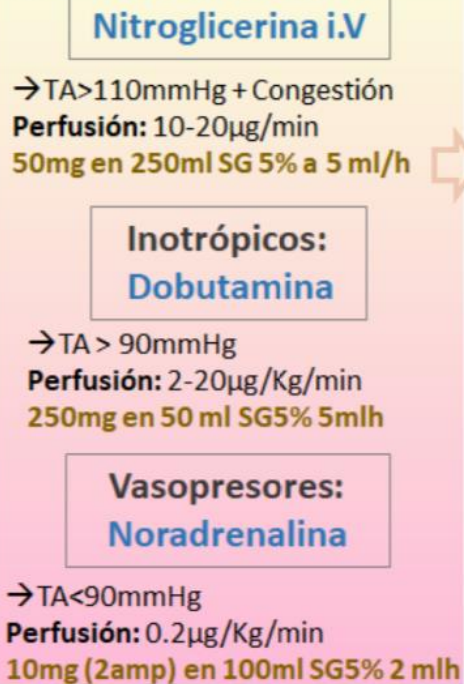 Nitroglicerina i.V
→TA>110mmHg + Congestión
Perfusión: 10-20µg/min
50mg en 250ml SG 5% a 5 ml/h
Inotrópicos:
Dobutamina
→TA > 90mmHg
Perfusión: 2-20µg/Kg/min
250mg en 50 ml SG5% 5mlh
Vasopresores:
Noradrenalina
→TA<90mmHg
Perfusión: 0.2µg/Kg/min
10mg (2amp) en 100ml SG5% 2 mlh